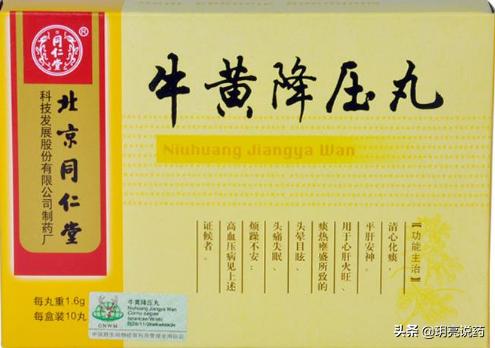 同仁堂
®
北京同仁堂
科技发展股份有限公司制药厂
每丸重1.6g
每盒装10丸
牛黄降压丸
Niuhuang Jiangya Wan
【功能主治】
清心化痰，
平肝安神。
用于心肝火旺，
痰热壅盛所致的
头晕目眩、
头痛失眠、
烦躁不安；
高血压病见上述
证候者。
牛黄降压丸
Niuhuang Jiangya Wan
CNWM
头条 @玥亮说药